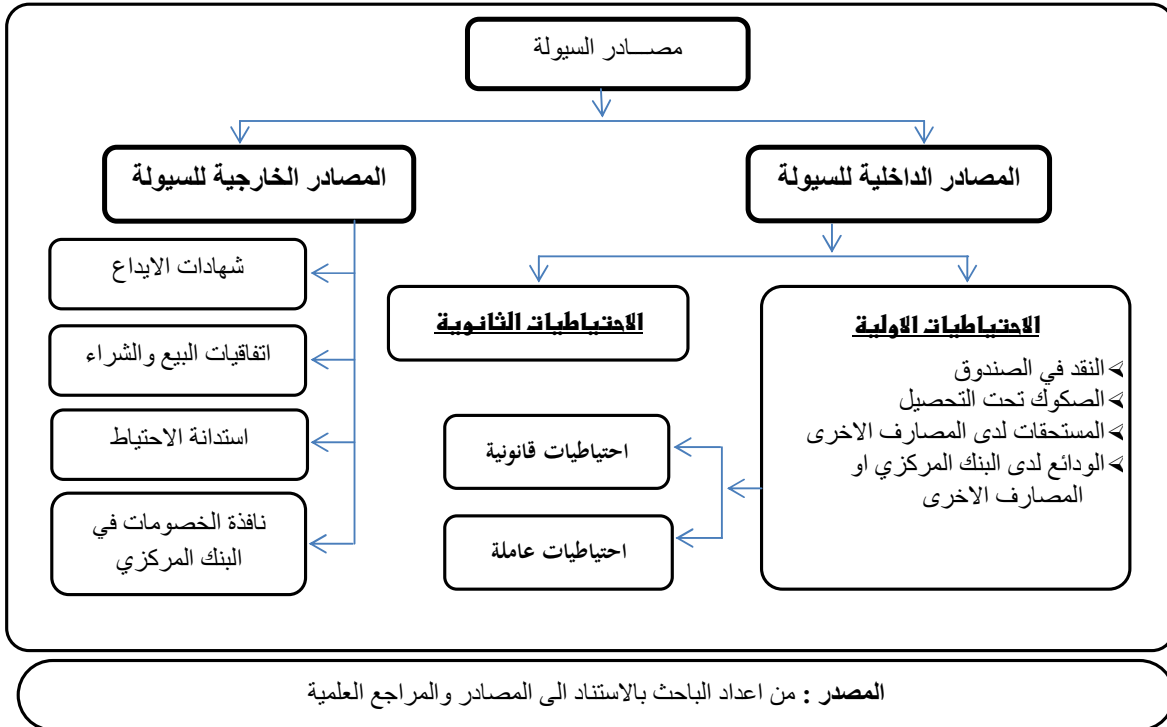 مصـــادر السيولة
المصادر الداخلية للسيولة
المصادر الخارجية للسيولة
الاحتياطيات الاولية
النقد في الصندوق
الصكوك تحت التحصيل
المستحقات لدى المصارف الاخرى
الودائع لدى البنك المركزي او
المصارف الاخرى
الاحتياطيات الثانوية
احتياطيات قانونية
احتياطيات عاملة
شهادات الايداع
اتفاقيات البيع والشراء
استدانة الاحتياط
نافذة الخصومات في
البنك المركزي
المصدر : من اعداد الباحث بالاستناد الى المصادر والمراجع العلمية